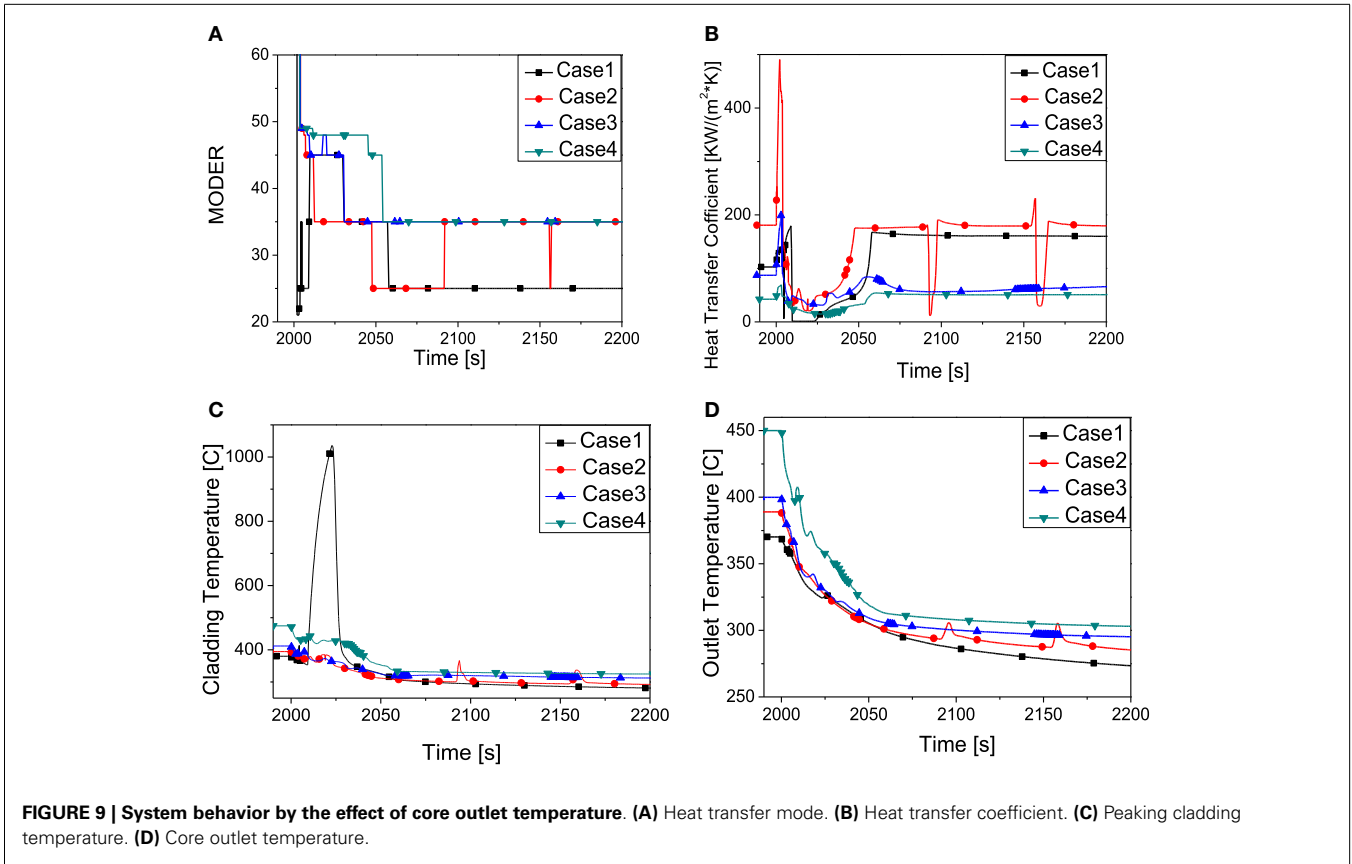 A
60
50
40
30
20
MODER
2000 2050 2100 2150 2200
Time [s]
Case1
Case2
Case3
Case4
B
400
200
0
Heat Transfer Coefficient [KW/(m²*K)]
2000 2050 2100 2150 2200
Time [s]
Case1
Case2
Case3
Case4
C
1000
800
600
400
Cladding Temperature [C]
2000 2050 2100 2150 2200
Time [s]
Case1
Case2
Case3
Case4
D
450
400
350
300
250
Outlet Temperature [C]
2000 2050 2100 2150 2200
Time [s]
Case1
Case2
Case3
Case4
FIGURE 9 | System behavior by the effect of core outlet temperature. (A) Heat transfer mode. (B) Heat transfer coefficient. (C) Peaking cladding
temperature. (D) Core outlet temperature.